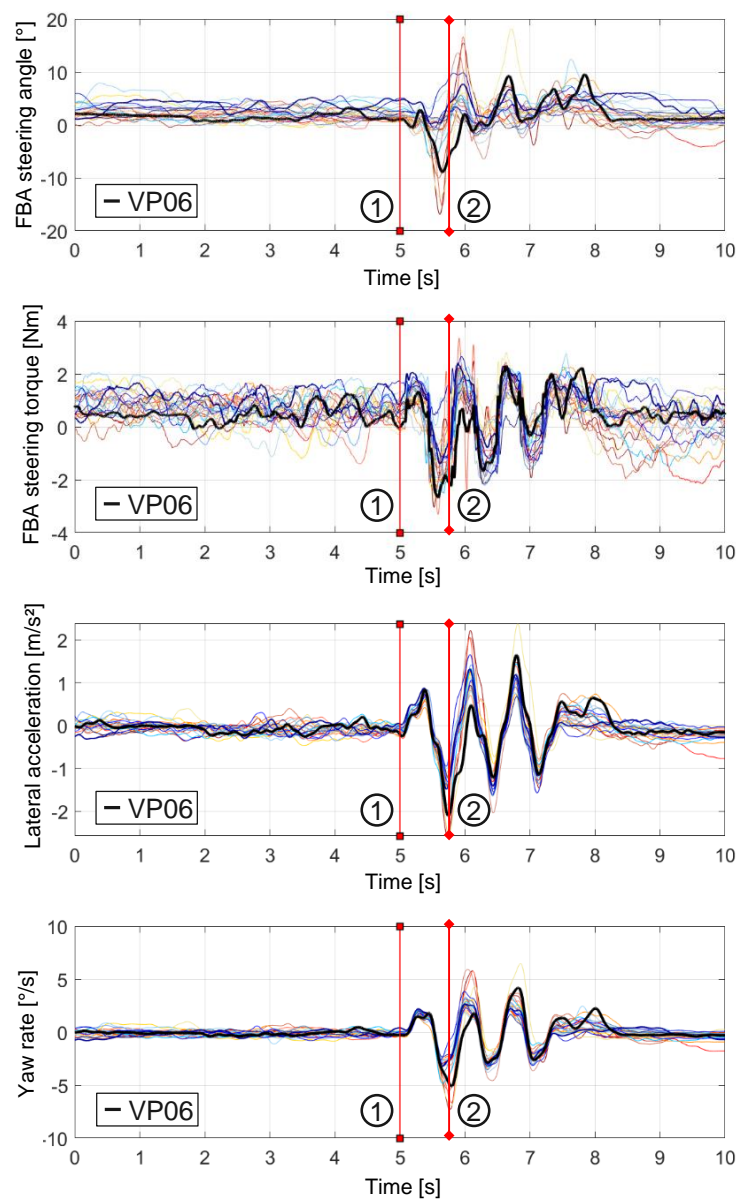 FBA steering angle [°]
20
10
0
-10
-20
VP06
① ②
0 1 2 3 4 5 6 7 8 9 10
Time [s]
FBA steering torque [Nm]
4
2
0
-2
-4
VP06
① ②
0 1 2 3 4 5 6 7 8 9 10
Time [s]
Lateral acceleration [m/s²]
2
1
0
-1
-2
VP06
① ②
0 1 2 3 4 5 6 7 8 9 10
Time [s]
Yaw rate [°/s]
10
5
0
-5
-10
VP06
① ②
0 1 2 3 4 5 6 7 8 9 10
Time [s]